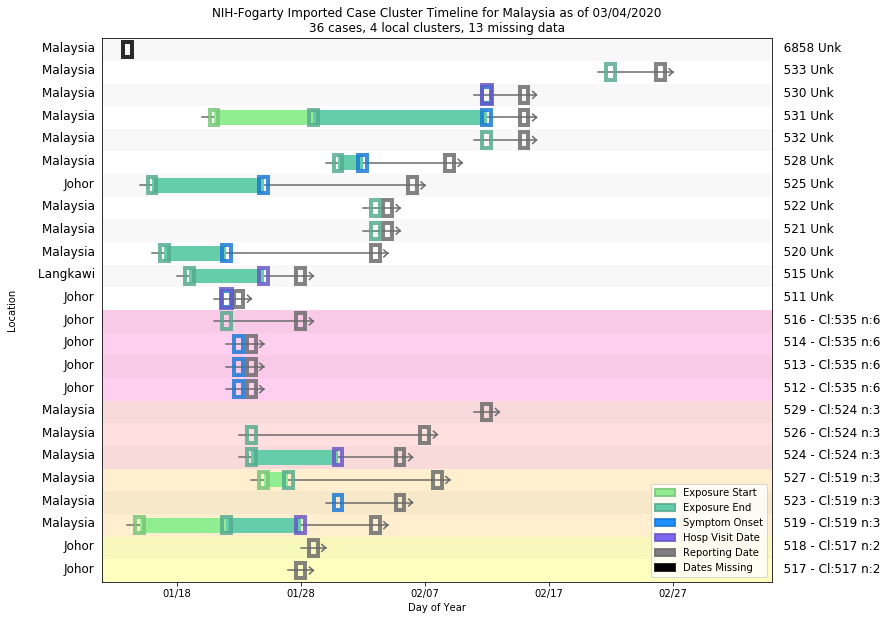 NIH-Fogarty Imported Case Cluster Timeline for Malaysia as of 03/04/2020
36 cases, 4 local clusters, 13 missing data
Malaysia 6858 Unk
Malaysia 533 Unk
Malaysia 530 Unk
Malaysia 531 Unk
Malaysia 532 Unk
Malaysia 528 Unk
Johor 525 Unk
Malaysia 522 Unk
Malaysia 521 Unk
Malaysia 520 Unk
Langkawi 515 Unk
Johor 511 Unk
Johor 516 - Cl:535 n:6
Johor 514 - Cl:535 n:6
Johor 513 - Cl:535 n:6
Johor 512 - Cl:535 n:6
Malaysia 529 - Cl:524 n:3
Malaysia 526 - Cl:524 n:3
Malaysia 524 - Cl:524 n:3
Malaysia 527 - Cl:519 n:3
Malaysia 523 - Cl:519 n:3
Malaysia 519 - Cl:519 n:3
Johor 518 - Cl:517 n:2
Johor 517 - Cl:517 n:2
Location
Exposure Start
Exposure End
Symptom Onset
Hosp Visit Date
Reporting Date
Dates Missing
01/18 01/28 02/07 02/17 02/27
Day of Year